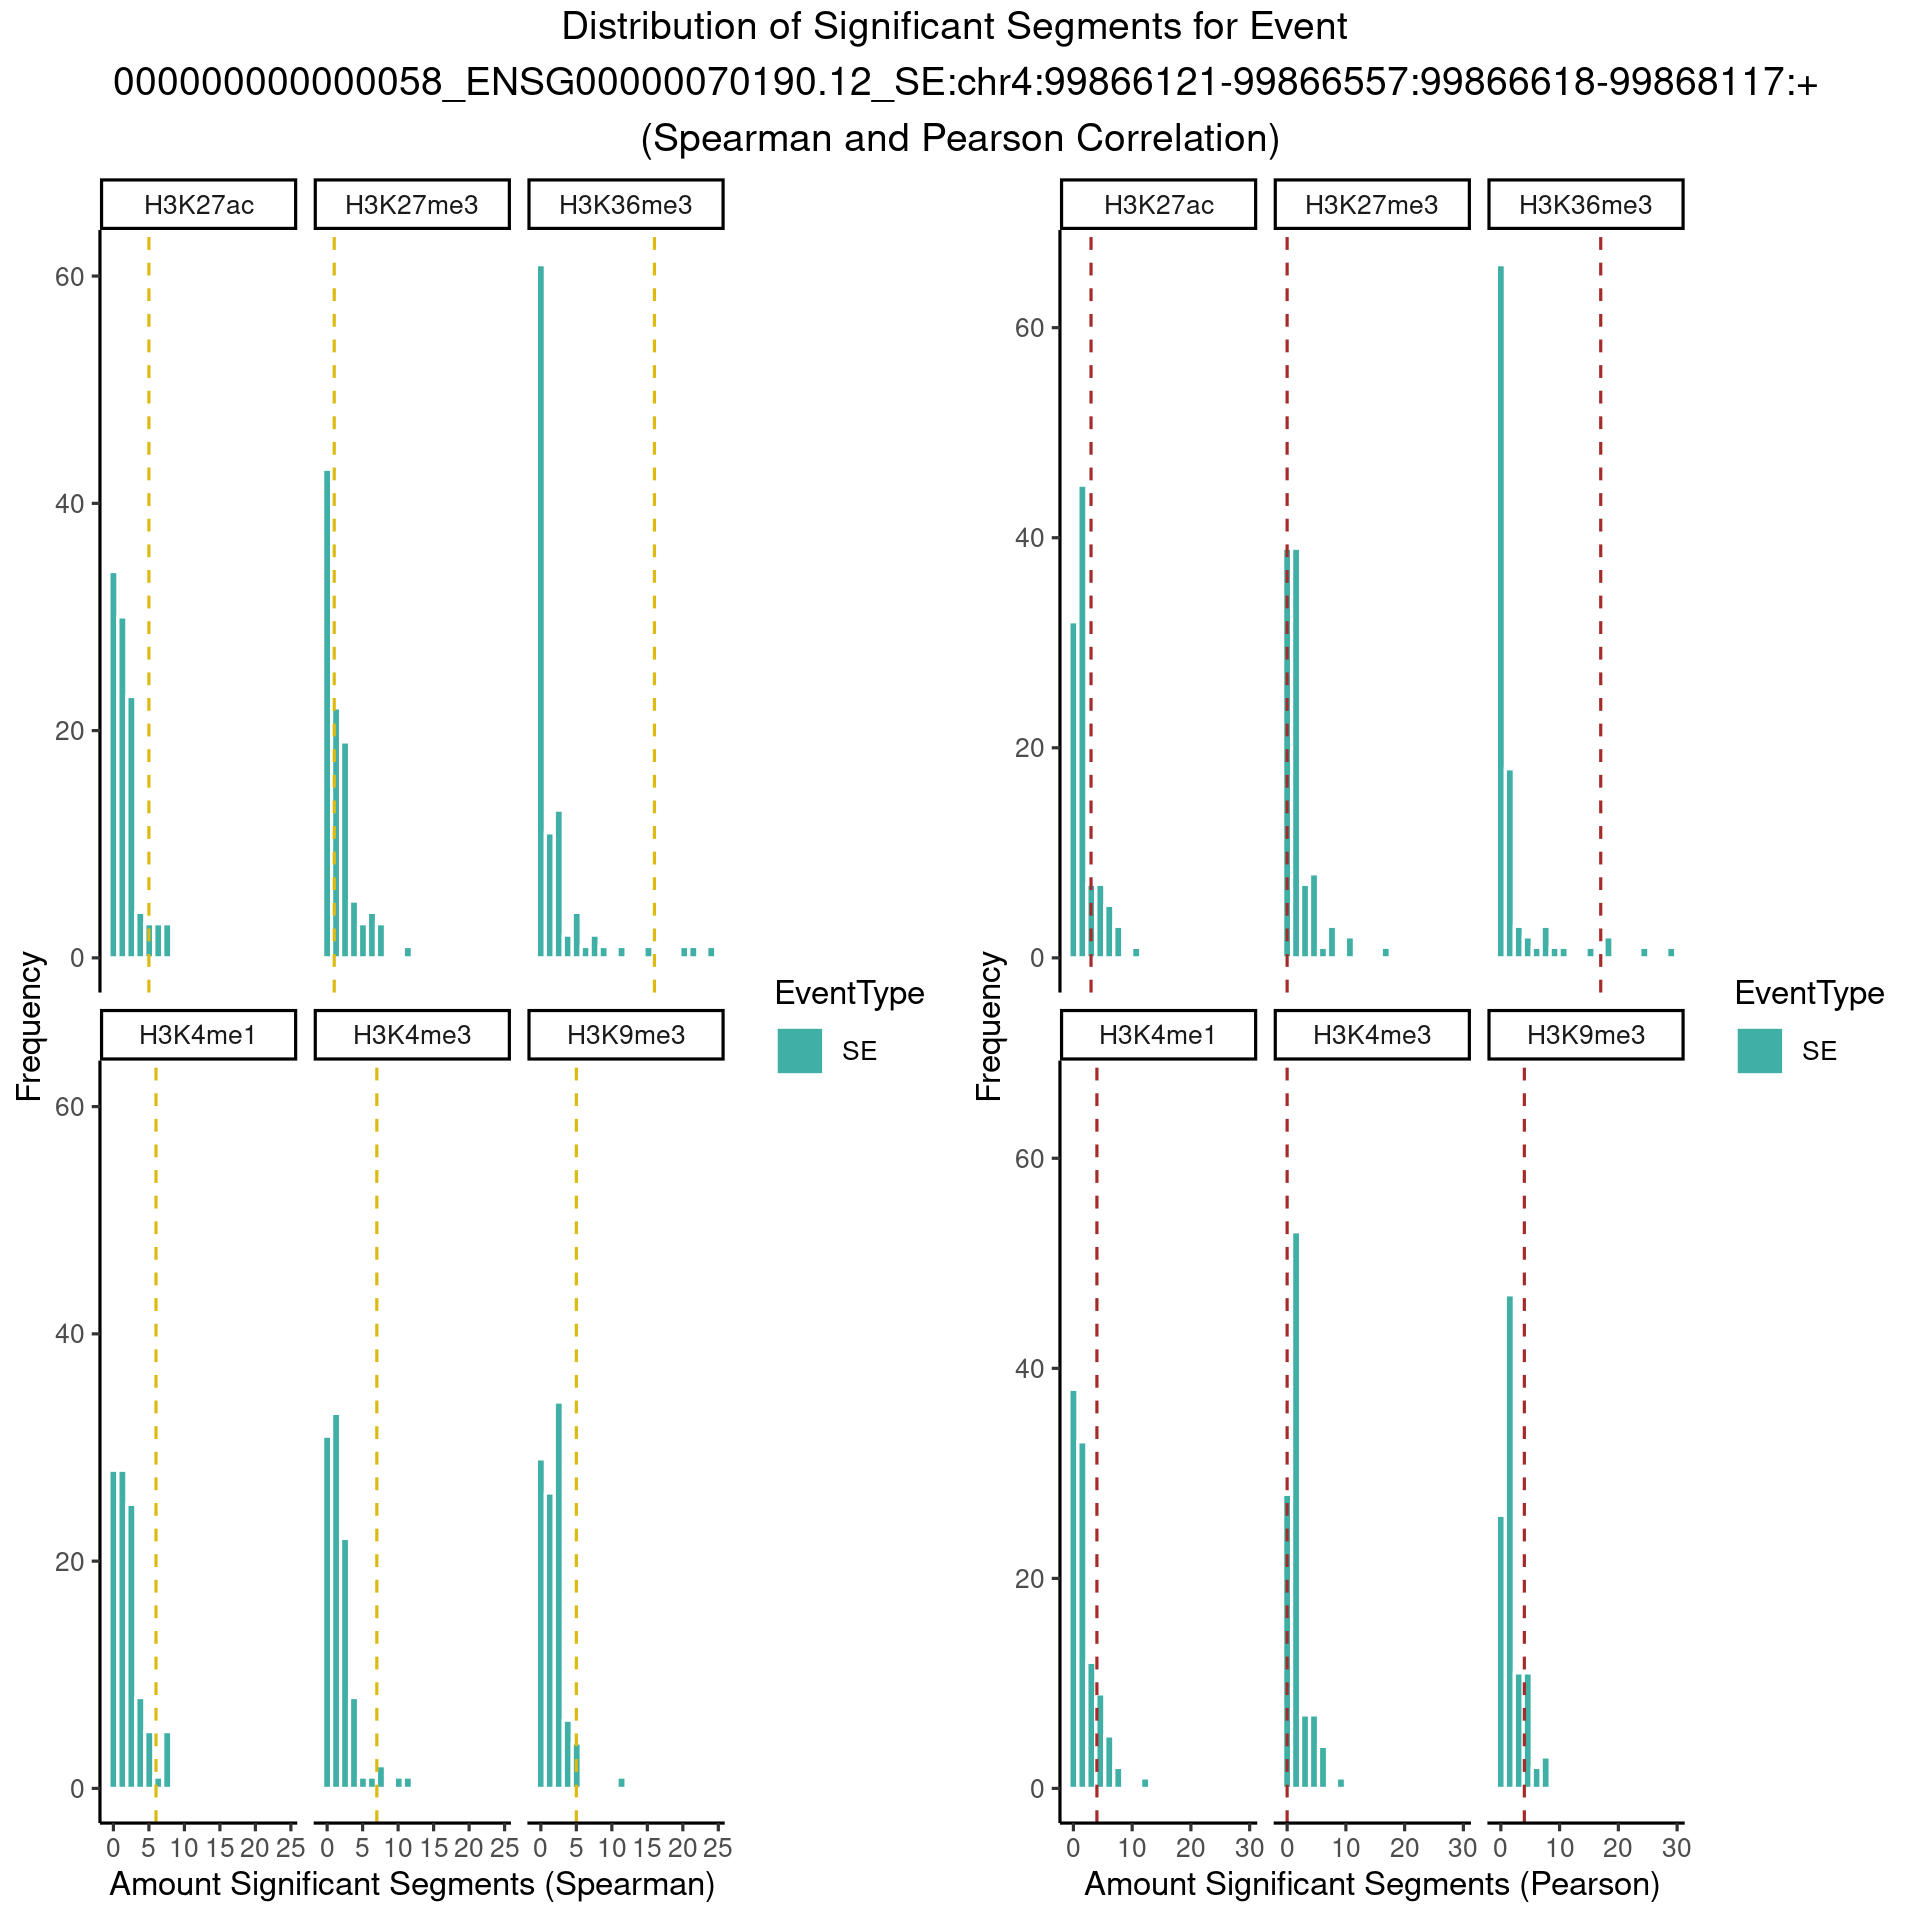 Distribution of Significant Segments for Event
000000000000058_ENSG00000070190.12_SE:chr4:99866121-99866557:99866618-99868117:+
(Spearman and Pearson Correlation)
H3K27ac H3K27me3 H3K36me3
60
40
20
0
H3K4me1 H3K4me3 H3K9me3
60
40
20
0
0 5 10 15 20 25 0 5 10 15 20 25 0 5 10 15 20 25
Amount Significant Segments (Spearman)
Frequency
EventType
SE
H3K27ac H3K27me3 H3K36me3
60
40
20
0
H3K4me1 H3K4me3 H3K9me3
60
40
20
0
0 10 20 30 0 10 20 30 0 10 20 30
Amount Significant Segments (Pearson)
Frequency
EventType
SE